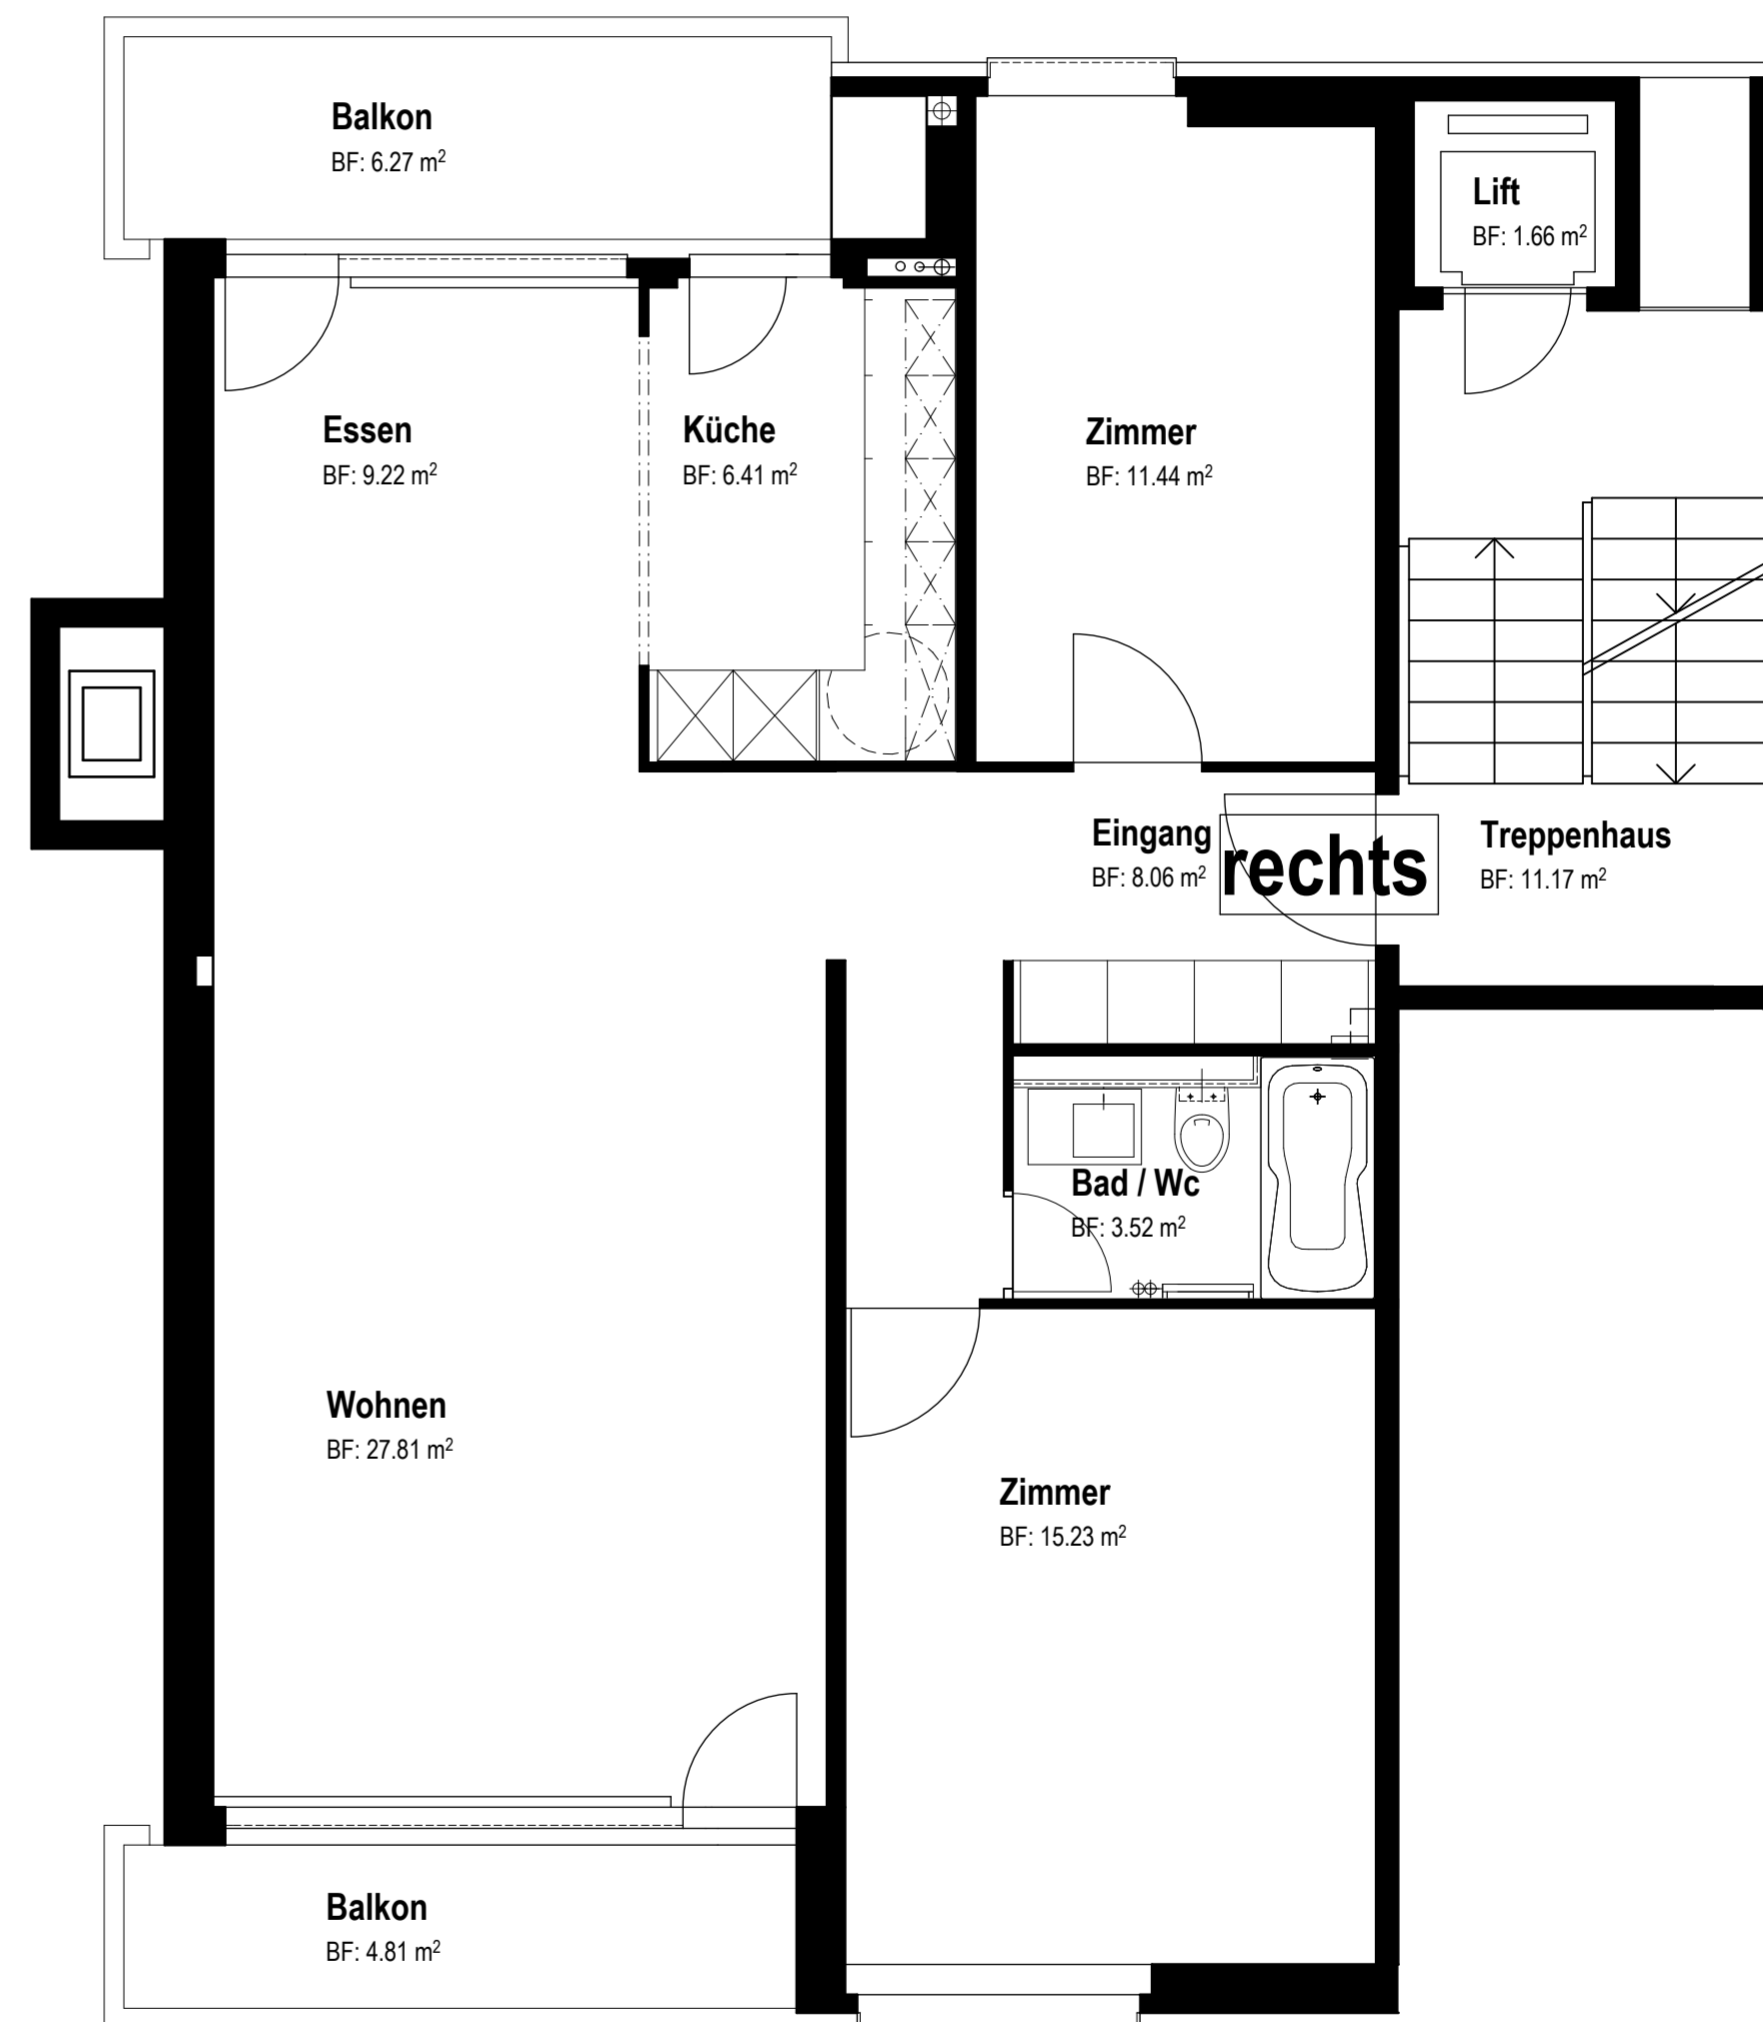 Balkon
BF: 6.27 m²
Lift
BF: 1.66 m²
Essen
BF: 9.22 m²
Küche
BF: 6.41 m²
Zimmer
BF: 11.44 m²
Eingang
BF: 8.06 m²
rechts
Treppenhaus
BF: 11.17 m²
Bad / Wc
BF: 3.52 m²
Wohnen
BF: 27.81 m²
Zimmer
BF: 15.23 m²
Balkon
BF: 4.81 m²